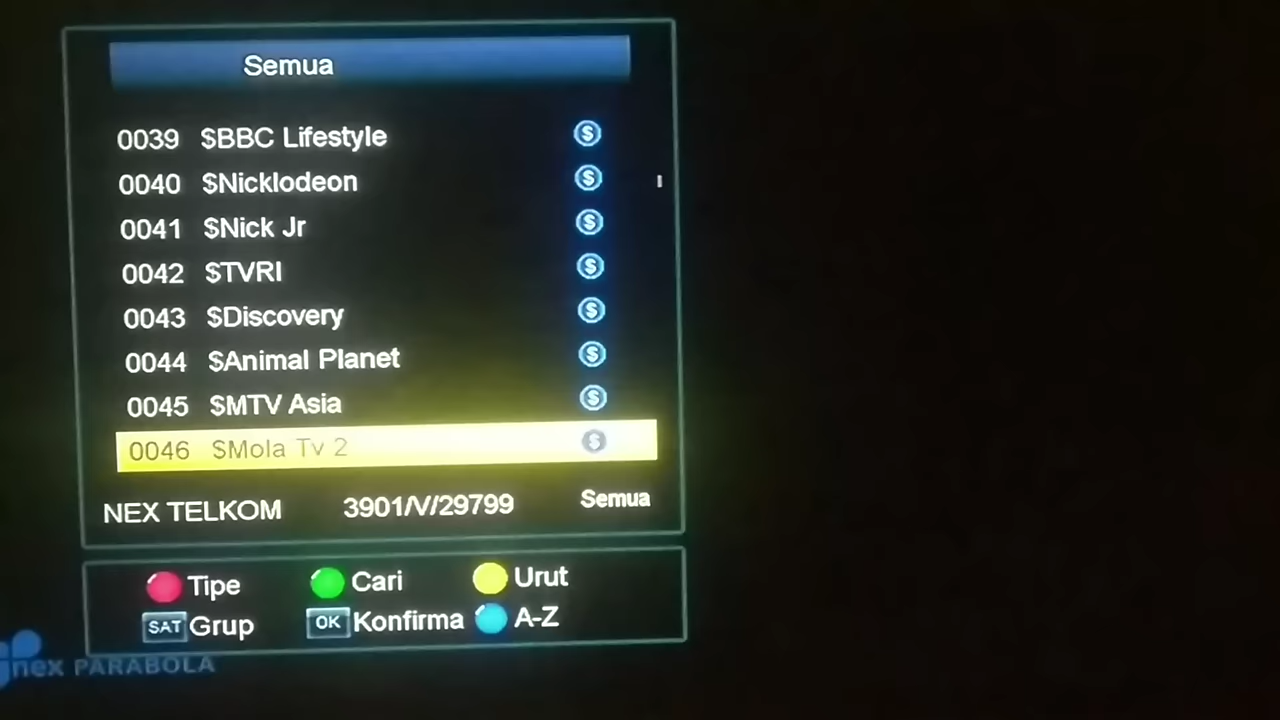 Semua
0039 $BBC Lifestyle $
0040 $Nicklodeon $
0041 $Nick Jr $
0042 $TVRI $
0043 $Discovery $
0044 $Animal Planet $
0045 $MTV Asia $
0046 $Mola Tv 2 $
NEX TELKOM 3901/V/29799 Semua
Tipe Cari Urut
SAT Grup OK Konfirma A-Z
nex PARABOLA